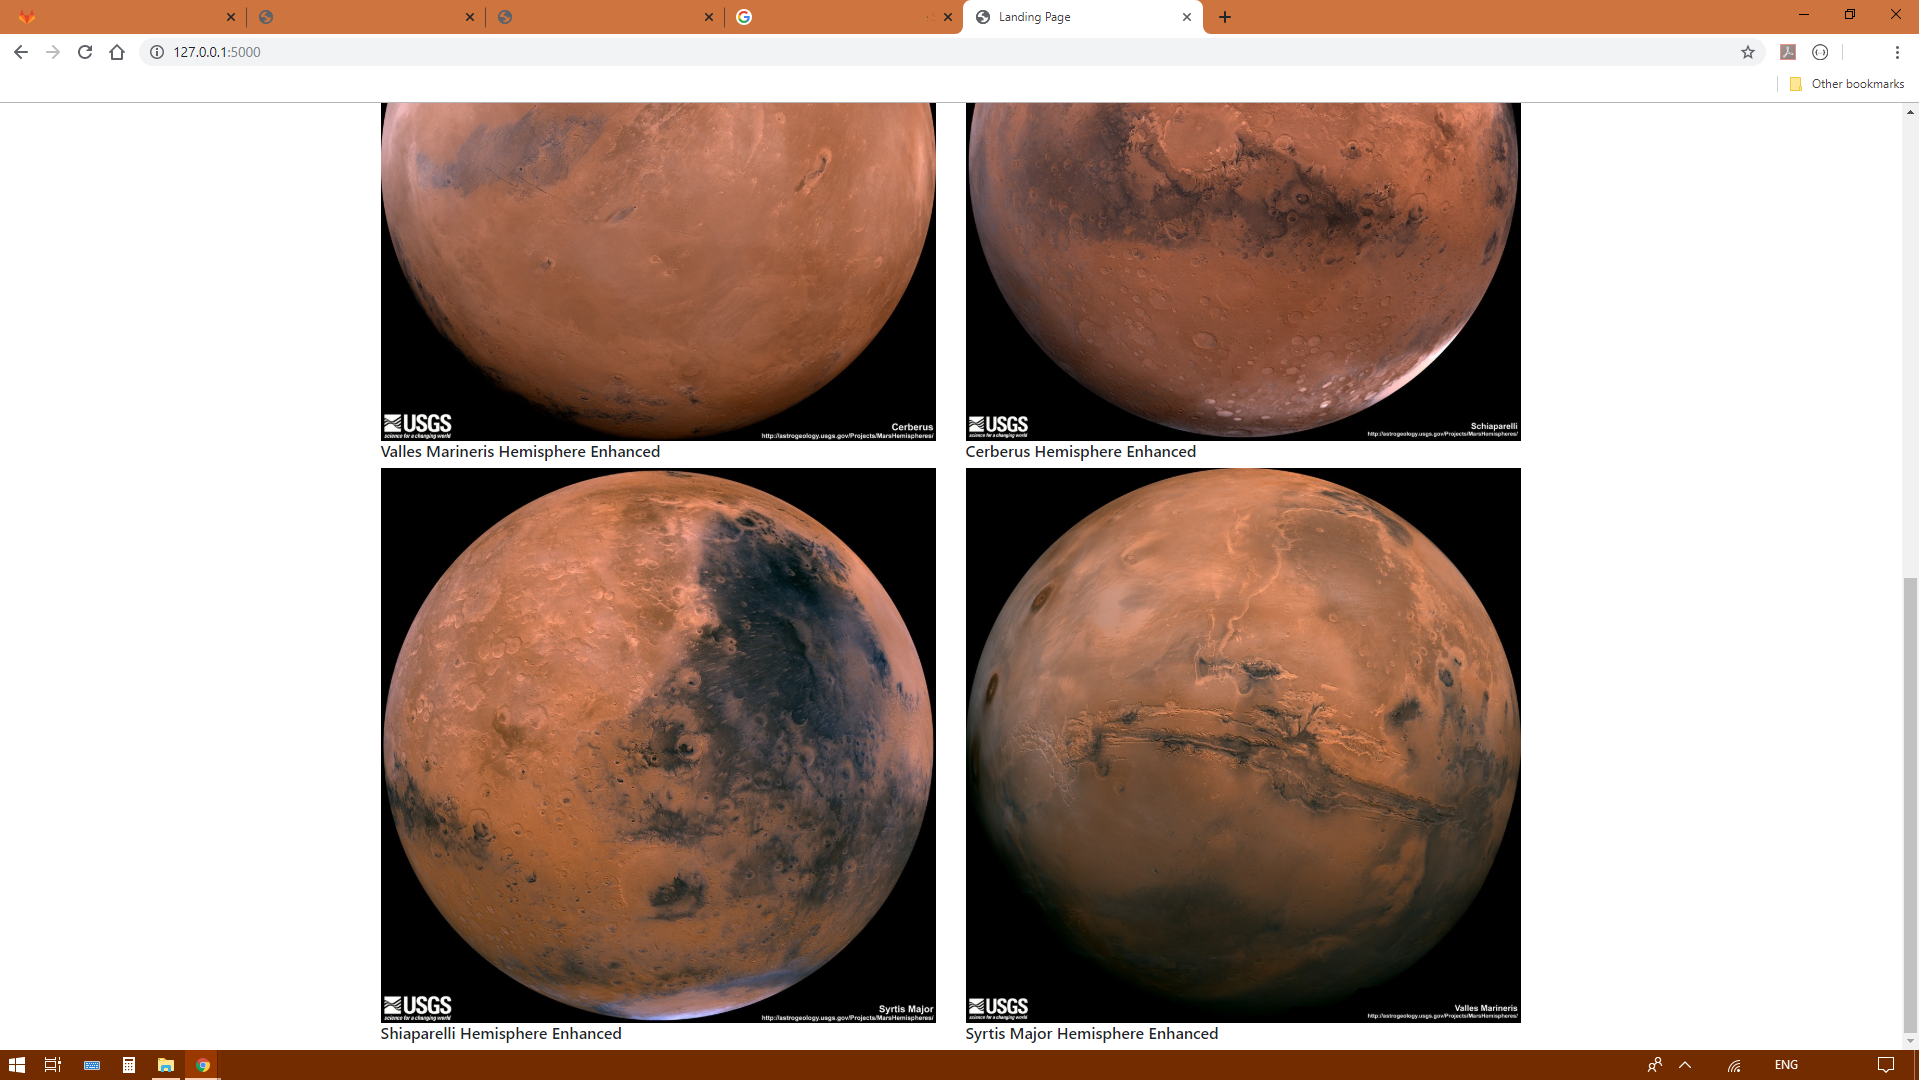 Landing Page
127.0.0.1:5000
Other bookmarks
USGS
science for a changing world
Cerberus
http://astrogeology.usgs.gov/Projects/MarsHemispheres/
USGS
science for a changing world
Schiaparelli
http://astrogeology.usgs.gov/Projects/MarsHemispheres/
Valles Marineris Hemisphere Enhanced
Cerberus Hemisphere Enhanced
USGS
science for a changing world
Syrtis Major
http://astrogeology.usgs.gov/Projects/MarsHemispheres/
USGS
science for a changing world
Valles Marineris
http://astrogeology.usgs.gov/Projects/MarsHemispheres/
Shiaparelli Hemisphere Enhanced
Syrtis Major Hemisphere Enhanced
ENG